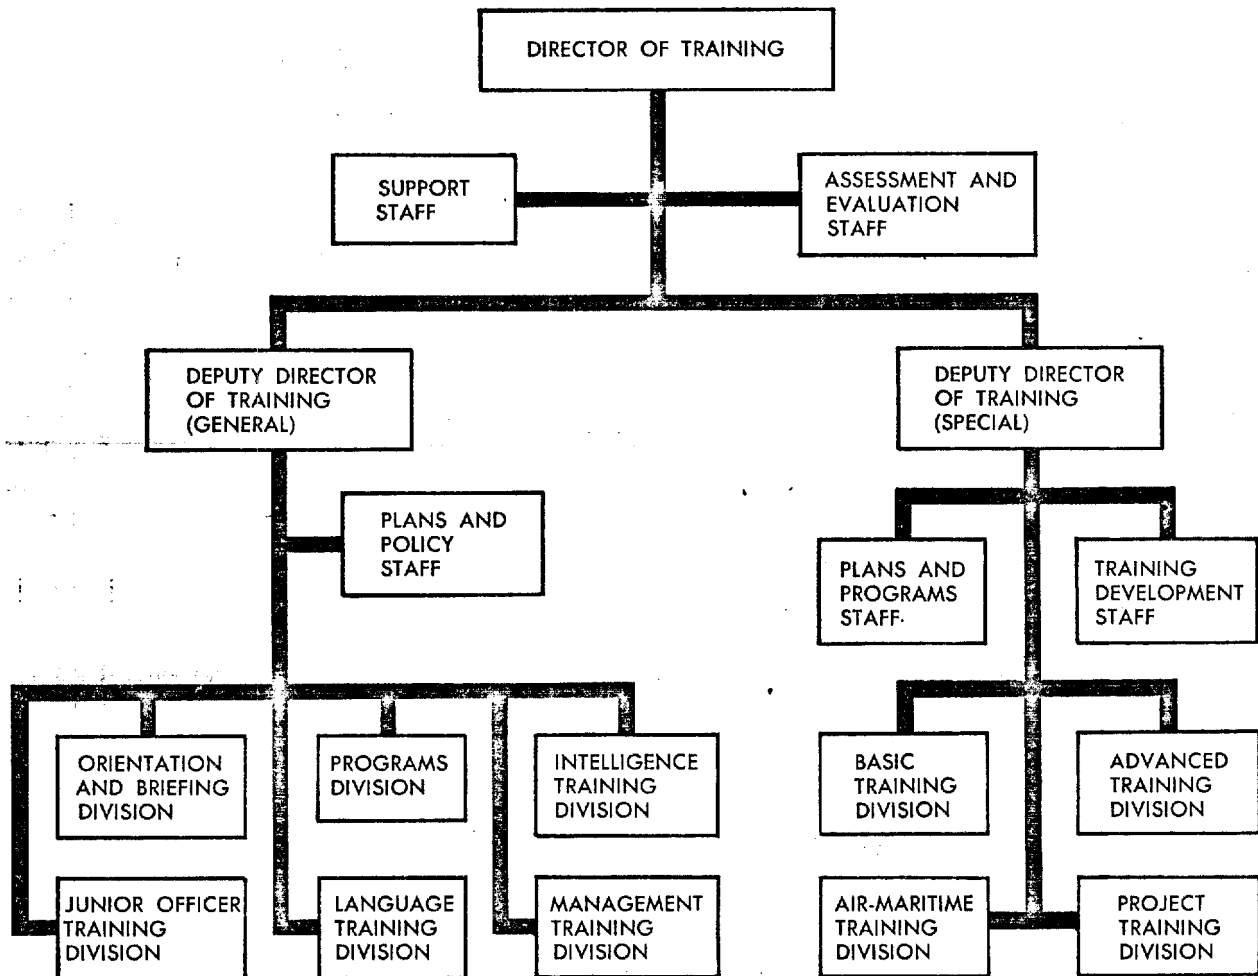 DIRECTOR OF TRAINING
SUPPORT
STAFF
ASSESSMENT AND
EVALUATION
STAFF
DEPUTY DIRECTOR
OF TRAINING
(GENERAL)
DEPUTY DIRECTOR
OF TRAINING
(SPECIAL)
PLANS AND
POLICY
STAFF
PLANS AND
PROGRAMS
STAFF
TRAINING
DEVELOPMENT
STAFF
ORIENTATION
AND BRIEFING
DIVISION
PROGRAMS
DIVISION
INTELLIGENCE
TRAINING
DIVISION
BASIC
TRAINING
DIVISION
ADVANCED
TRAINING
DIVISION
JUNIOR OFFICER
TRAINING
DIVISION
LANGUAGE
TRAINING
DIVISION
MANAGEMENT
TRAINING
DIVISION
AIR-MARITIME
TRAINING
DIVISION
PROJECT
TRAINING
DIVISION